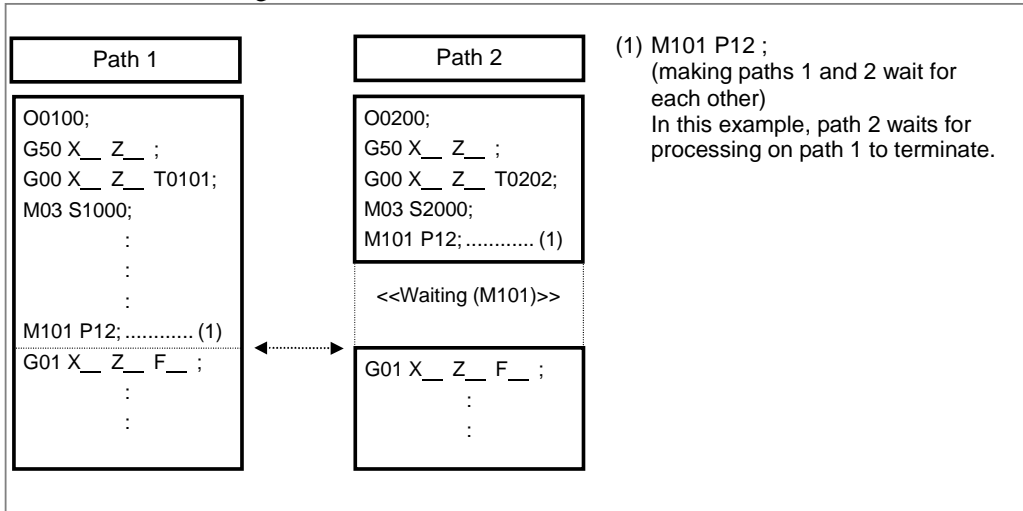 Path 1
O0100;
G50 X__ Z__ ;
G00 X__ Z__ T0101;
M03 S1000;
:
:
:
M101 P12; ............ (1)
G01 X__ Z__ F__ ;
:
:
Path 2
O0200;
G50 X__ Z__ ;
G00 X__ Z__ T0202;
M03 S2000;
M101 P12; ............ (1)
<<Waiting (M101)>>
G01 X__ Z__ F__ ;
:
:
(1) M101 P12 ;
(making paths 1 and 2 wait for
each other)
In this example, path 2 waits for
processing on path 1 to terminate.